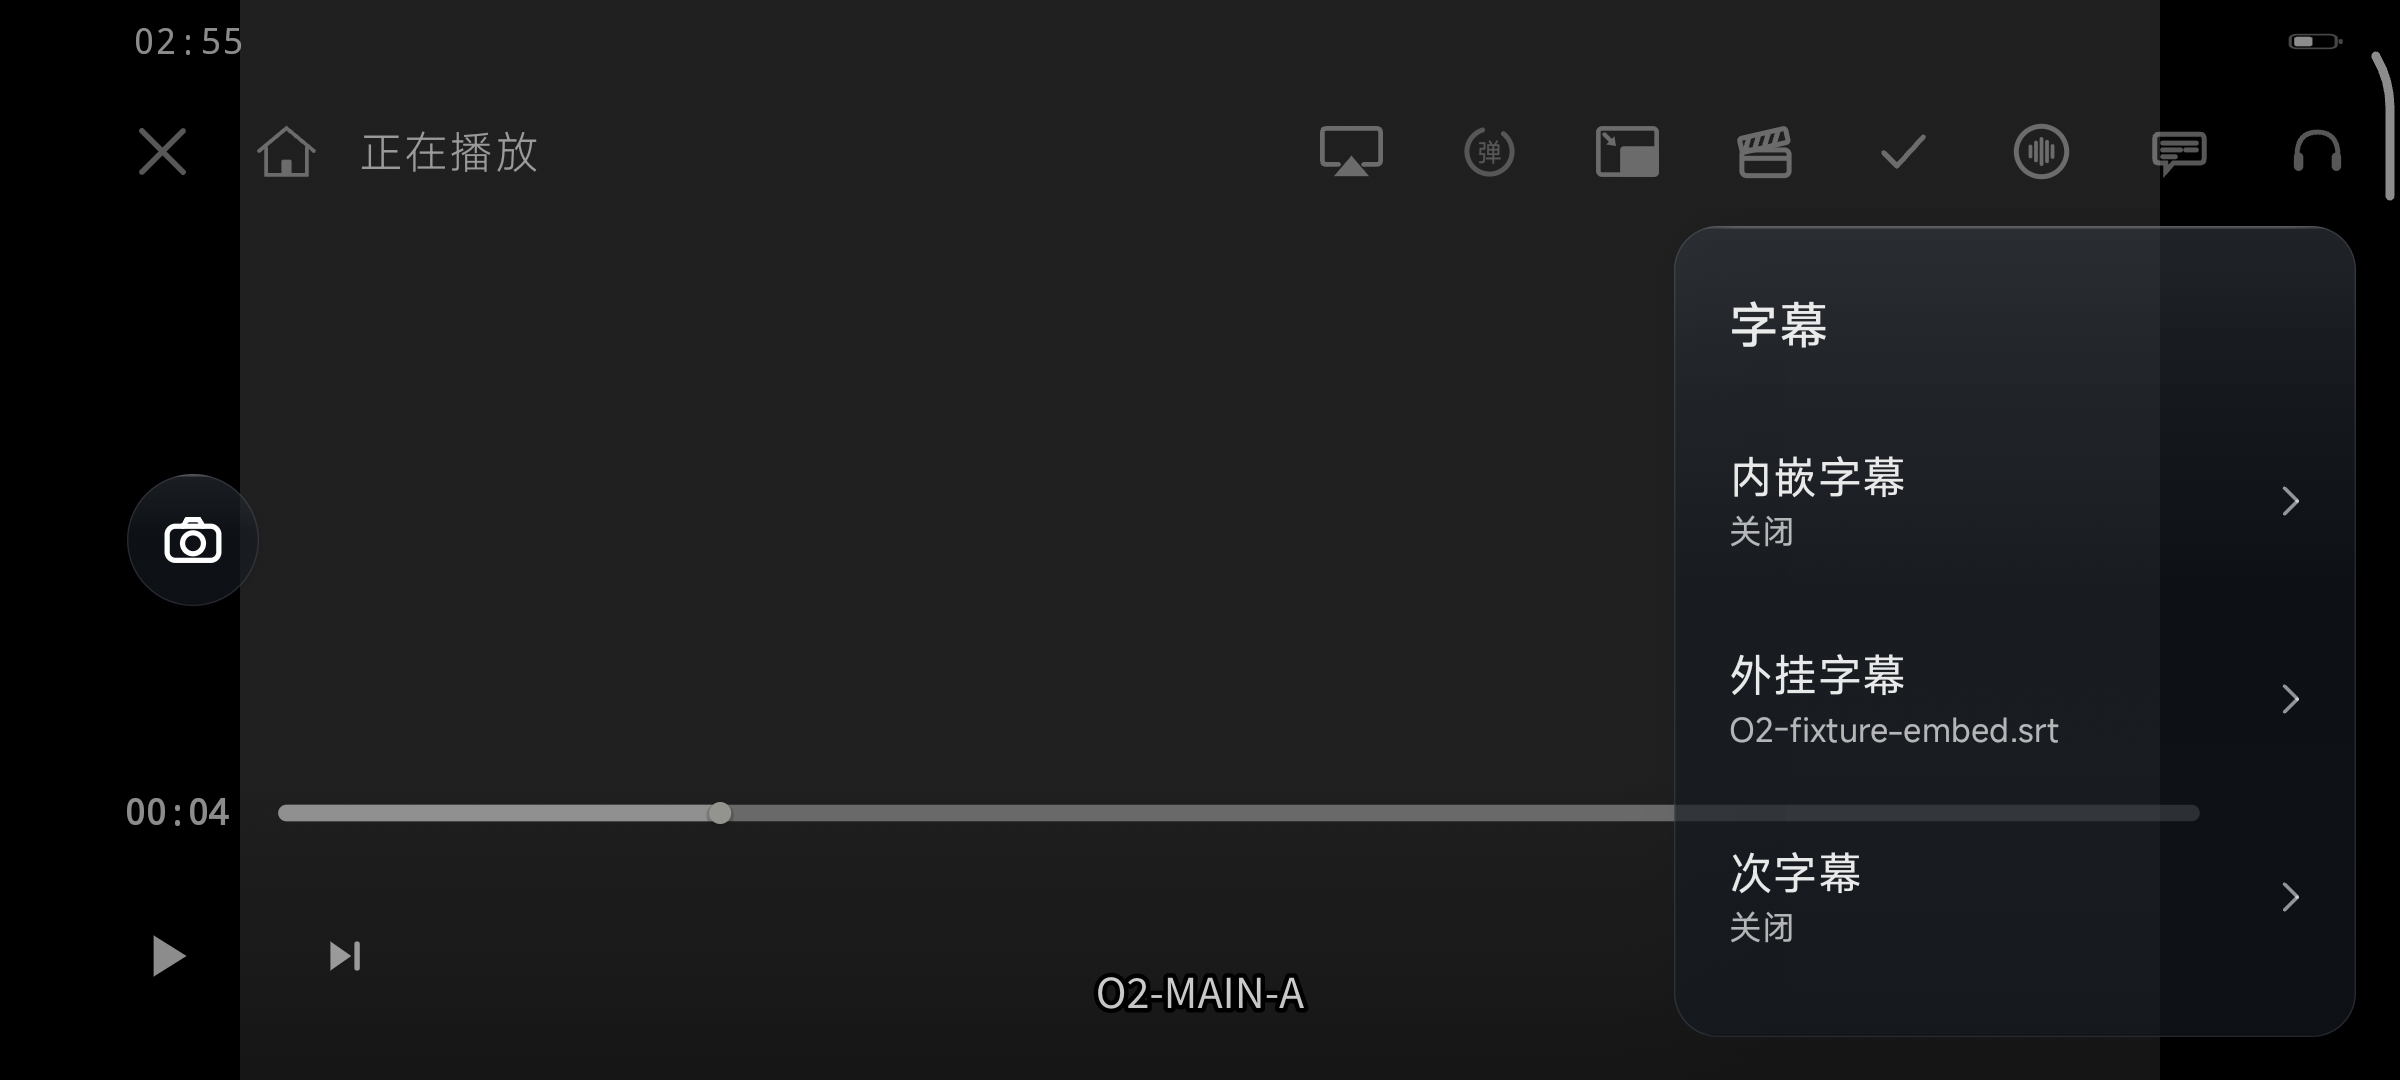 02:55
正在播放
弹
字幕
内嵌字幕
关闭
外挂字幕
O2-fixture-embed.srt
00:04
次字幕
关闭
O2-MAIN-A